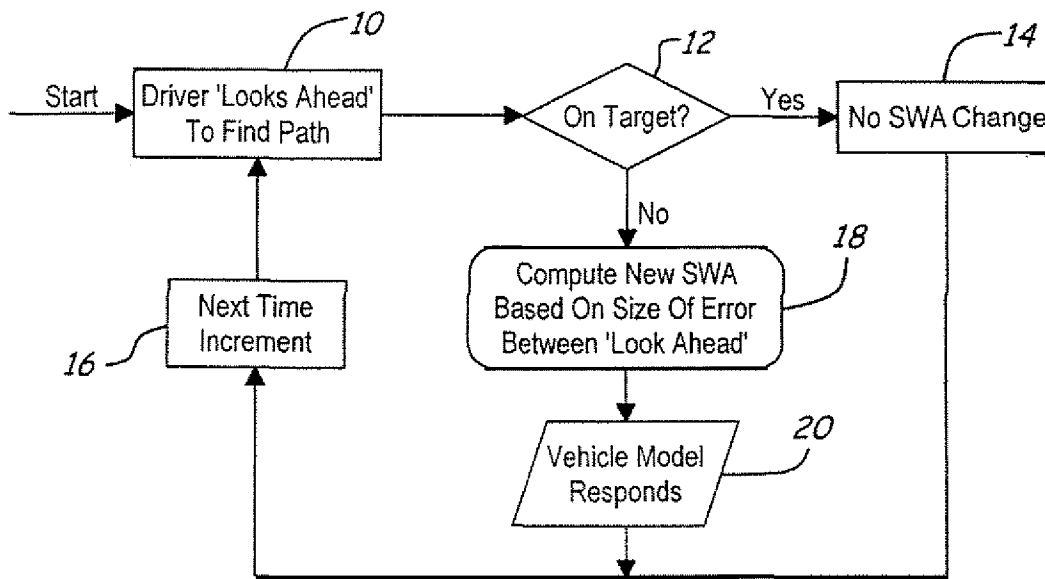 10
12
14
Start
Driver 'Looks Ahead'
To Find Path
On Target?
Yes
No SWA Change
No
18
Compute New SWA
Based On Size Of Error
Between 'Look Ahead'
Next Time
Increment
16
20
Vehicle Model
Responds